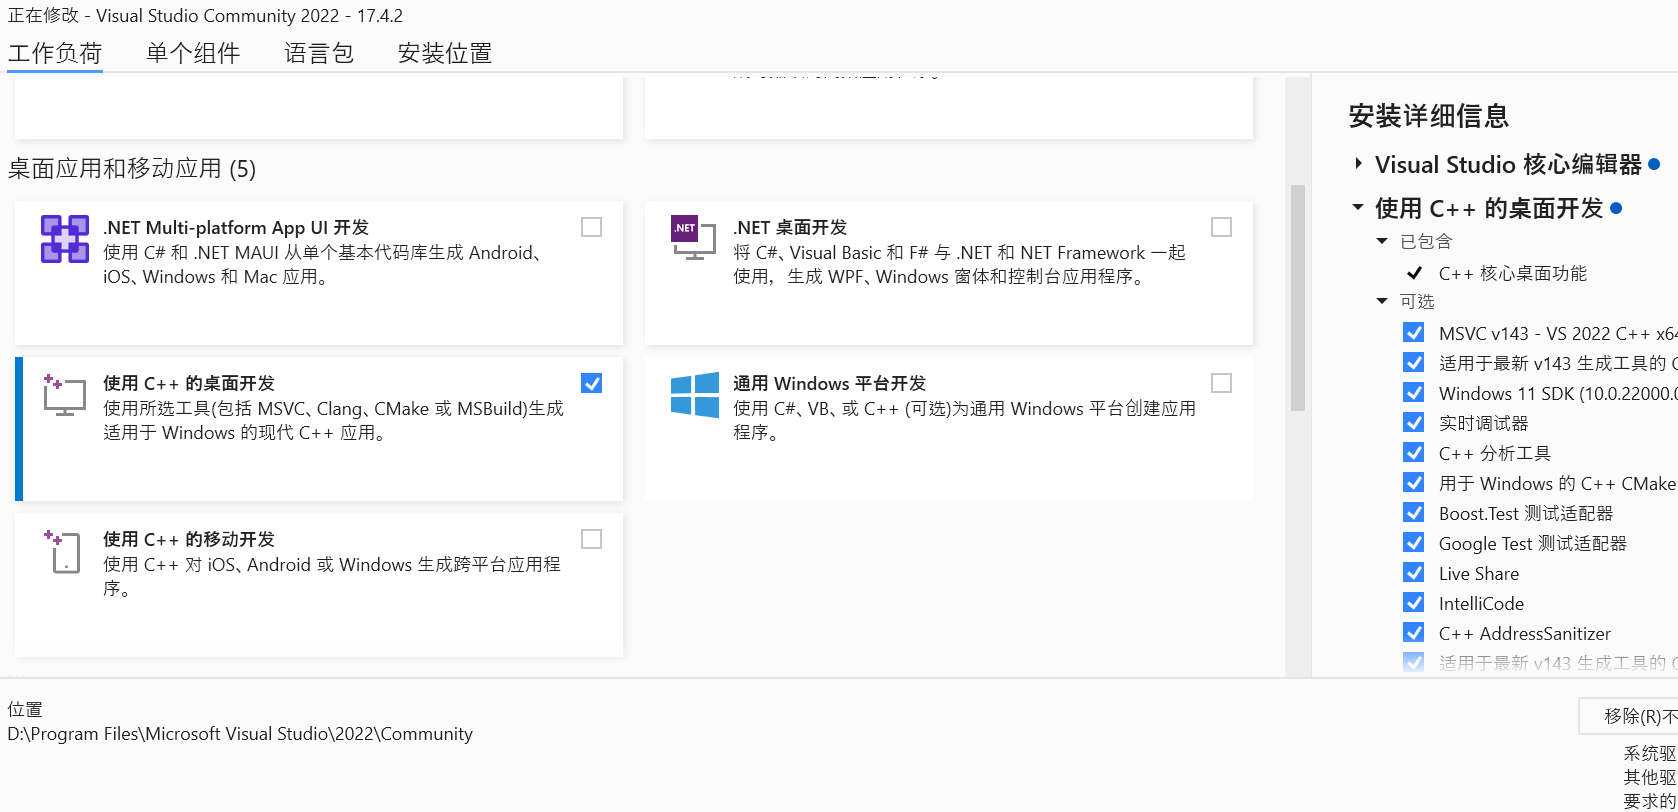 正在修改 - Visual Studio Community 2022 - 17.4.2
工作负荷 单个组件 语言包 安装位置
桌面应用和移动应用 (5)
.NET Multi-platform App UI 开发
使用 C# 和 .NET MAUI 从单个基本代码库生成 Android、
iOS、Windows 和 Mac 应用。
.NET
.NET 桌面开发
将 C#、Visual Basic 和 F# 与 .NET 和 NET Framework 一起
使用，生成 WPF、Windows 窗体和控制台应用程序。
使用 C++ 的桌面开发
使用所选工具(包括 MSVC、Clang、CMake 或 MSBuild)生成
适用于 Windows 的现代 C++ 应用。
通用 Windows 平台开发
使用 C#、VB、或 C++ (可选)为通用 Windows 平台创建应用
程序。
使用 C++ 的移动开发
使用 C++ 对 iOS、Android 或 Windows 生成跨平台应用程
序。
安装详细信息
Visual Studio 核心编辑器
使用 C++ 的桌面开发
已包含
C++ 核心桌面功能
可选
MSVC v143 - VS 2022 C++ x64
适用于最新 v143 生成工具的 C
Windows 11 SDK (10.0.22000.0
实时调试器
C++ 分析工具
用于 Windows 的 C++ CMake
Boost.Test 测试适配器
Google Test 测试适配器
Live Share
IntelliCode
C++ AddressSanitizer
适用于最新 v143 生成工具的 C
位置
D:\Program Files\Microsoft Visual Studio\2022\Community
移除(R)不
系统驱
其他驱
要求的